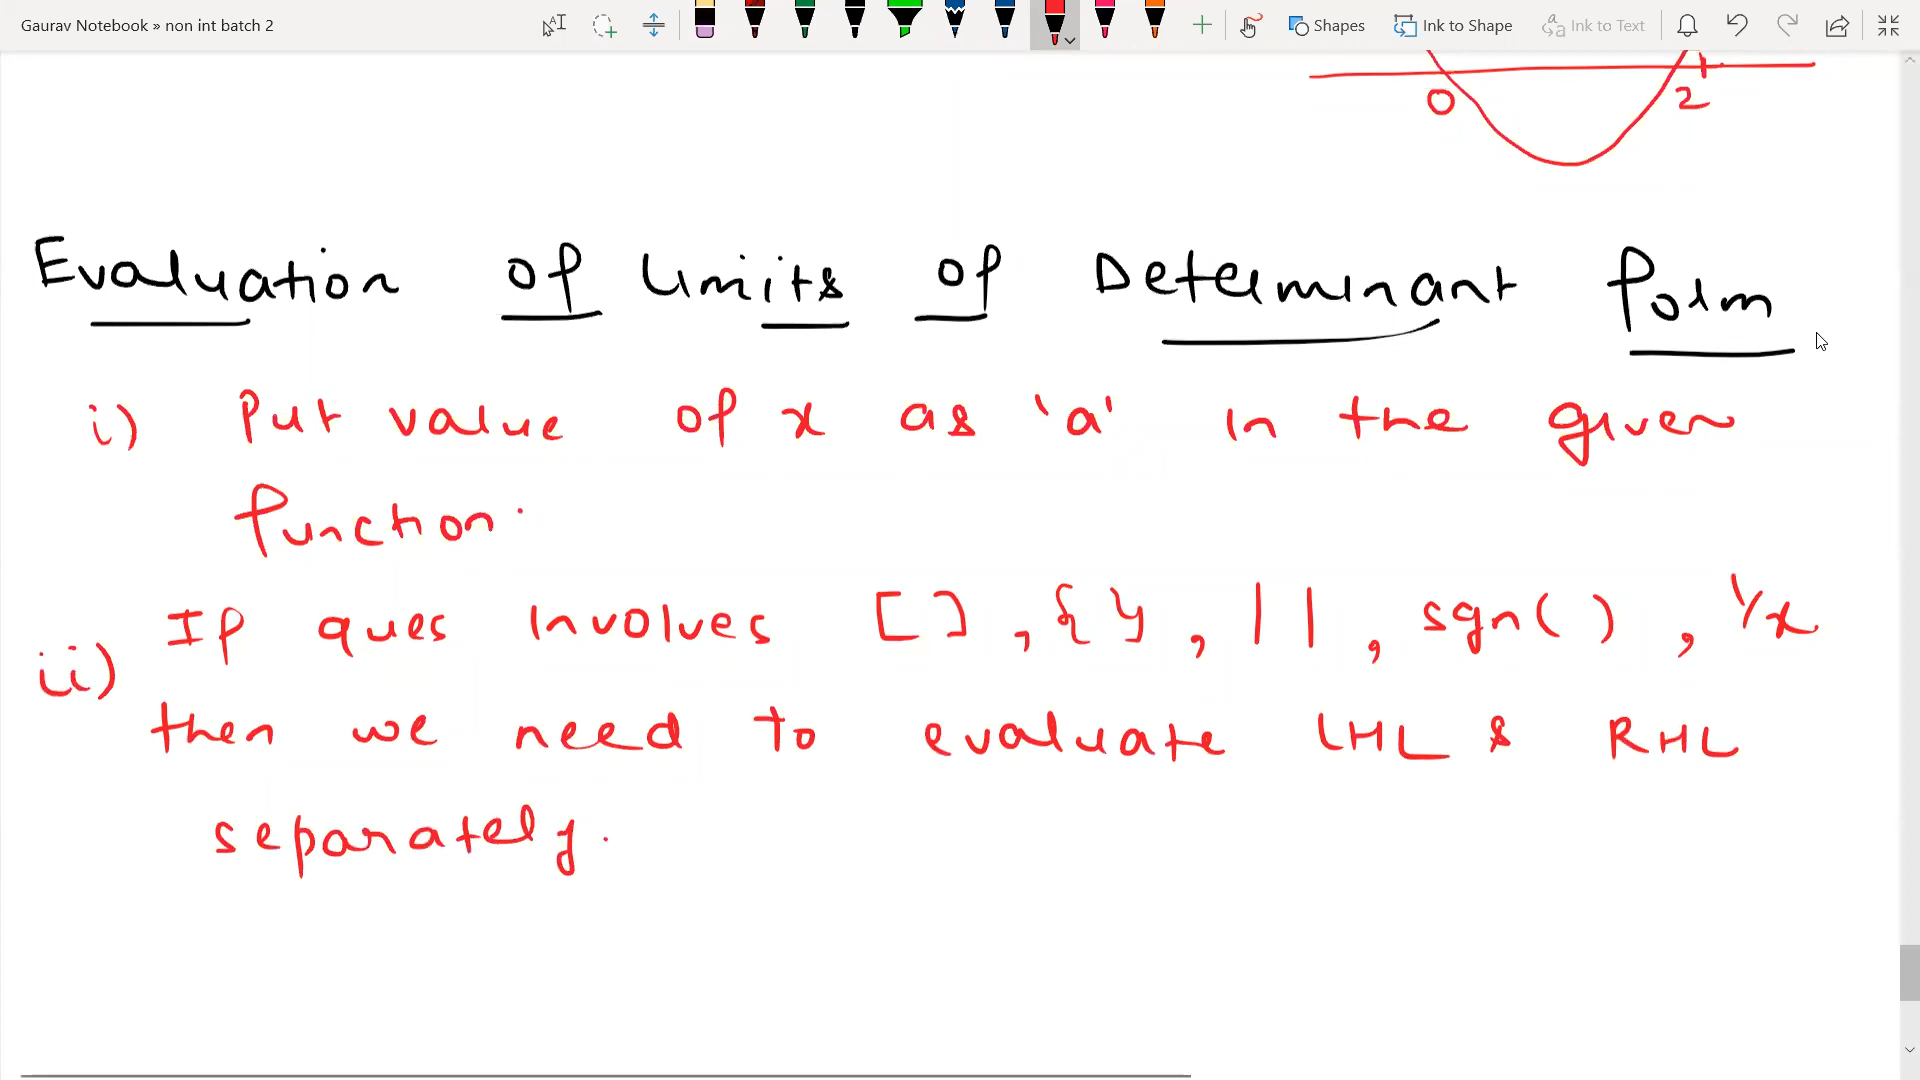 Gaurav Notebook » non int batch 2
Shapes
Ink to Shape
Ink to Text
0 2
Evaluation of Limits of Determinant form
i) Put value of x as 'a' in the given
function.
ii) If ques involves [ ] , { } , | | , sgn( ) , 1/x
then we need to evaluate LHL & RHL
separately.